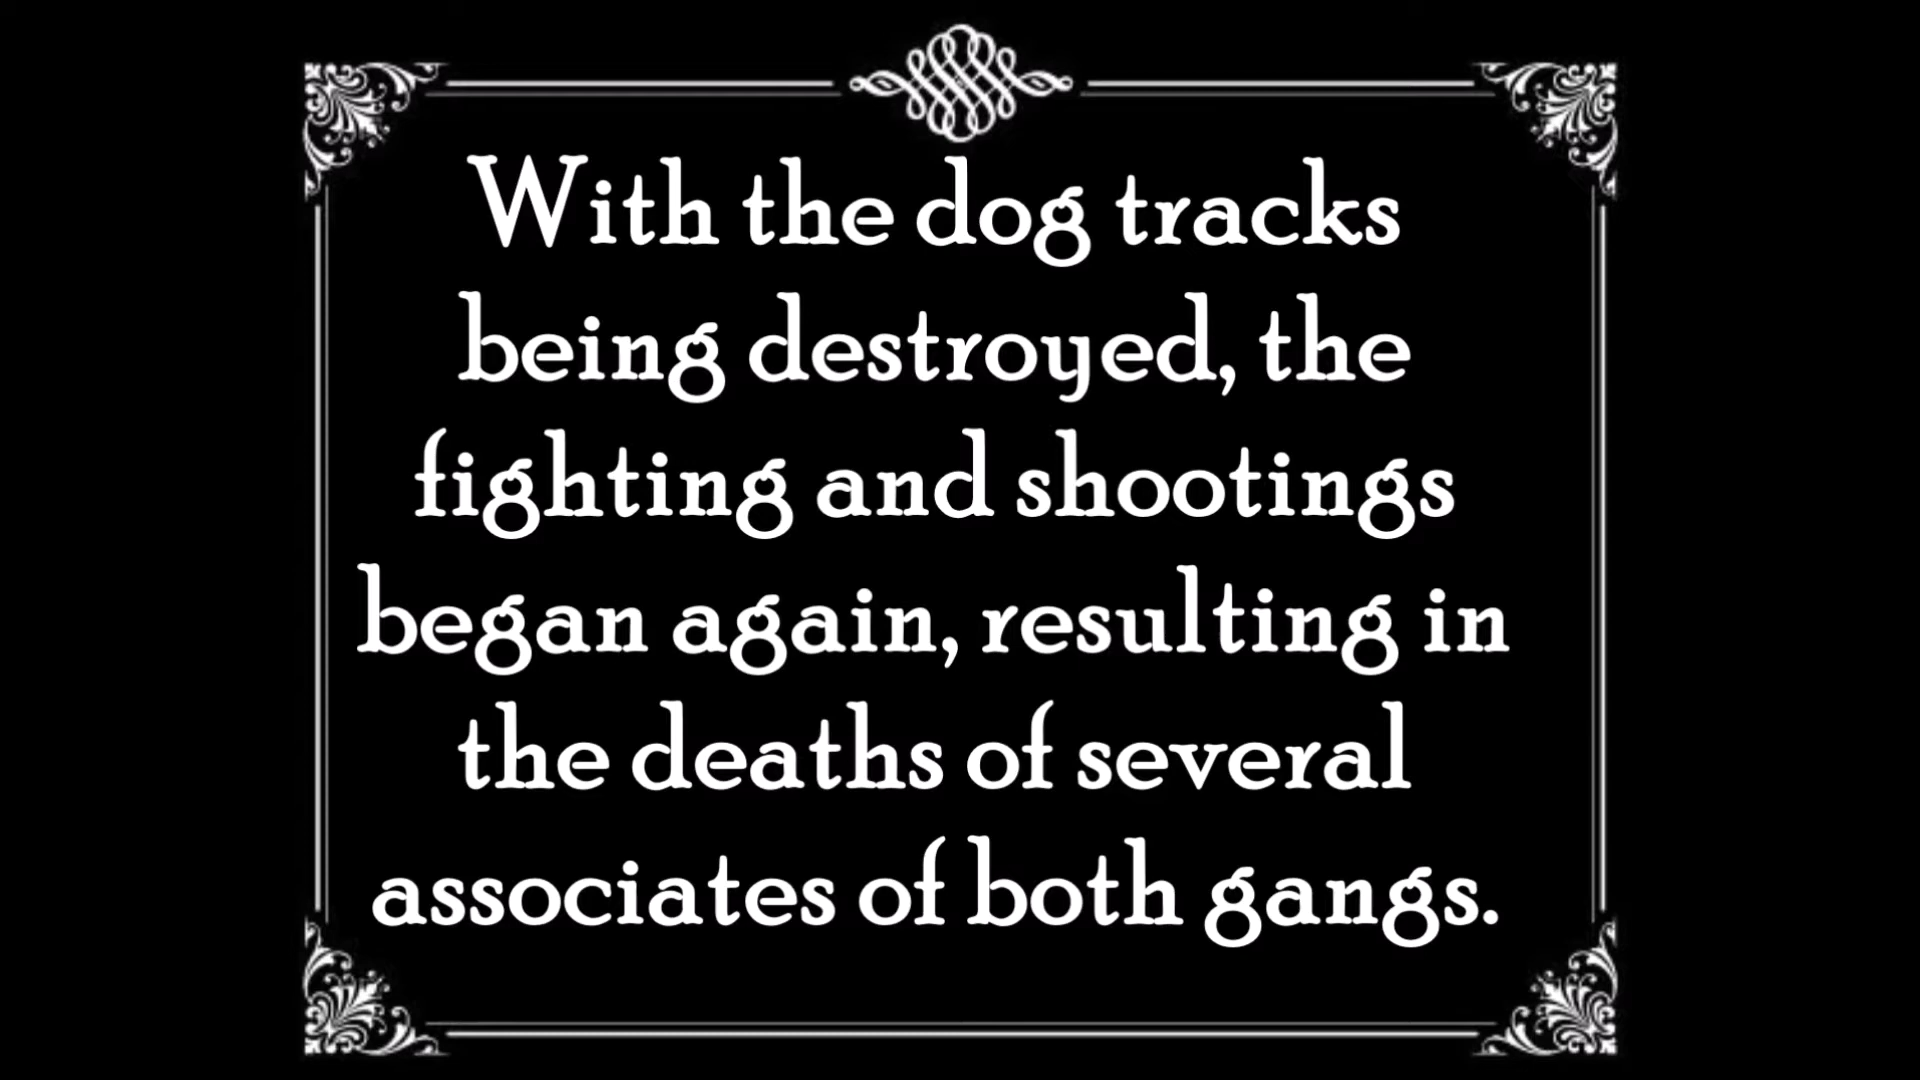 With the dog tracks
being destroyed, the
fighting and shootings
began again, resulting in
the deaths of several
associates of both gangs.